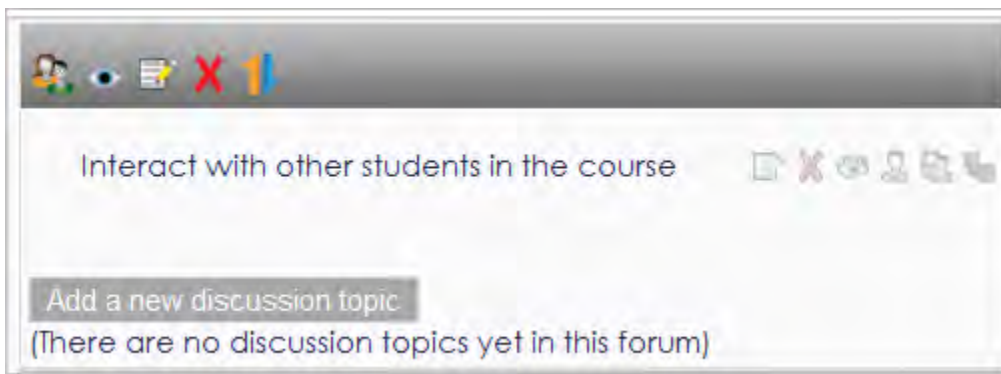 Interact with other students in the course
Add a new discussion topic
(There are no discussion topics yet in this forum)